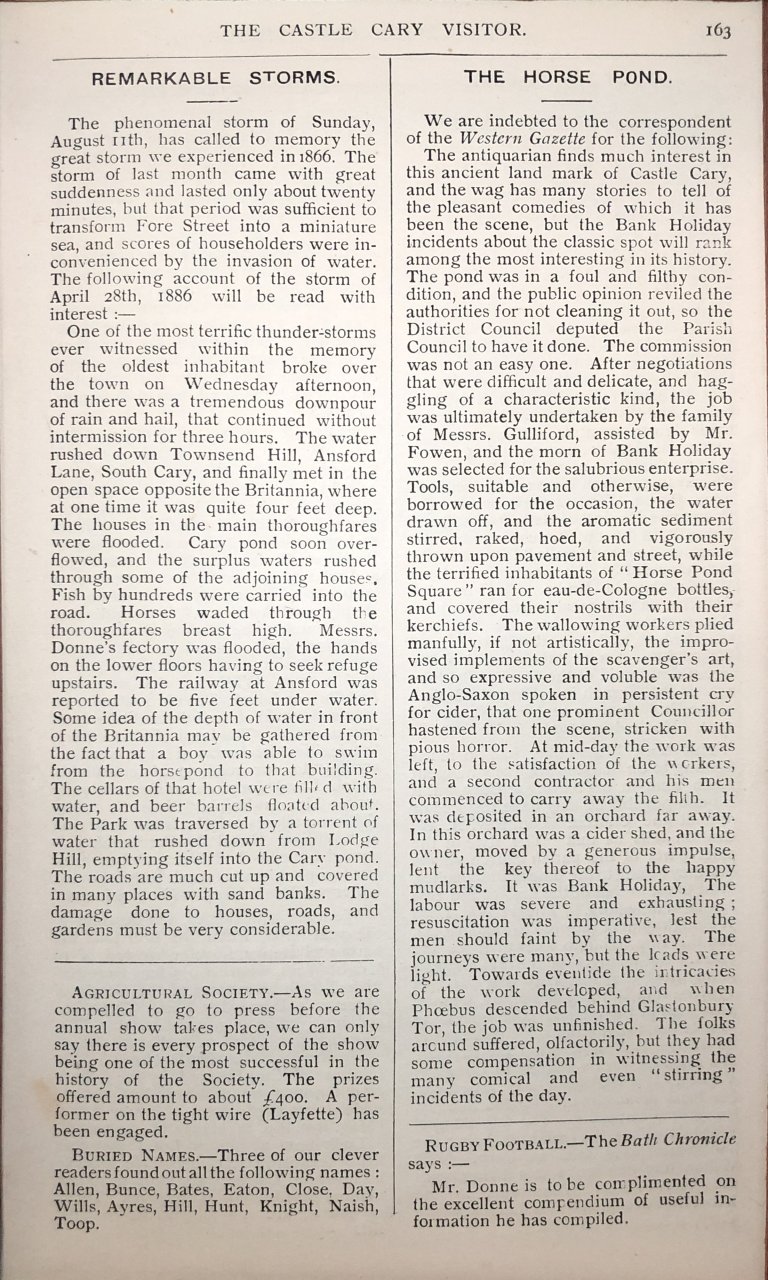 THE CASTLE CARY VISITOR. 163
REMARKABLE STORMS.
The phenomenal storm of Sunday,
August 11th, has called to memory the
great storm we experienced in 1866. The
storm of last month came with great
suddenness and lasted only about twenty
minutes, but that period was sufficient to
transform Fore Street into a miniature
sea, and scores of householders were in-
convenienced by the invasion of water.
The following account of the storm of
April 28th, 1886 will be read with
interest :—
One of the most terrific thunder-storms
ever witnessed within the memory
of the oldest inhabitant broke over
the town on Wednesday afternoon,
and there was a tremendous downpour
of rain and hail, that continued without
intermission for three hours. The water
rushed down Townsend Hill, Ansford
Lane, South Cary, and finally met in the
open space opposite the Britannia, where
at one time it was quite four feet deep.
The houses in the main thoroughfares
were flooded. Cary pond soon over-
flowed, and the surplus waters rushed
through some of the adjoining houses.
Fish by hundreds were carried into the
road. Horses waded through the
thoroughfares breast high. Messrs.
Donne's fectory was flooded, the hands
on the lower floors having to seek refuge
upstairs. The railway at Ansford was
reported to be five feet under water.
Some idea of the depth of water in front
of the Britannia may be gathered from
the fact that a boy was able to swim
from the horsepond to that building.
The cellars of that hotel were filled with
water, and beer barrels floated about.
The Park was traversed by a torrent of
water that rushed down from Lodge
Hill, emptying itself into the Cary pond.
The roads are much cut up and covered
in many places with sand banks. The
damage done to houses, roads, and
gardens must be very considerable.
AGRICULTURAL SOCIETY.—As we are
compelled to go to press before the
annual show takes place, we can only
say there is every prospect of the show
being one of the most successful in the
history of the Society. The prizes
offered amount to about £400. A per-
former on the tight wire (Layfette) has
been engaged.
BURIED NAMES.—Three of our clever
readers found out all the following names :
Allen, Bunce, Bates, Eaton, Close, Day,
Wills, Ayres, Hill, Hunt, Knight, Naish,
Toop.
THE HORSE POND.
We are indebted to the correspondent
of the Western Gazette for the following:
The antiquarian finds much interest in
this ancient land mark of Castle Cary,
and the wag has many stories to tell of
the pleasant comedies of which it has
been the scene, but the Bank Holiday
incidents about the classic spot will rank
among the most interesting in its history.
The pond was in a foul and filthy con-
dition, and the public opinion reviled the
authorities for not cleaning it out, so the
District Council deputed the Parish
Council to have it done. The commission
was not an easy one. After negotiations
that were difficult and delicate, and hag-
gling of a characteristic kind, the job
was ultimately undertaken by the family
of Messrs. Gulliford, assisted by Mr.
Fowen, and the morn of Bank Holiday
was selected for the salubrious enterprise.
Tools, suitable and otherwise, were
borrowed for the occasion, the water
drawn off, and the aromatic sediment
stirred, raked, hoed, and vigorously
thrown upon pavement and street, while
the terrified inhabitants of " Horse Pond
Square " ran for eau-de-Cologne bottles,
and covered their nostrils with their
kerchiefs. The wallowing workers plied
manfully, if not artistically, the impro-
vised implements of the scavenger's art,
and so expressive and voluble was the
Anglo-Saxon spoken in persistent cry
for cider, that one prominent Councillor
hastened from the scene, stricken with
pious horror. At mid-day the work was
left, to the satisfaction of the workers,
and a second contractor and his men
commenced to carry away the filth. It
was deposited in an orchard far away.
In this orchard was a cider shed, and the
owner, moved by a generous impulse,
lent the key thereof to the happy
mudlarks. It was Bank Holiday, The
labour was severe and exhausting ;
resuscitation was imperative, lest the
men should faint by the way. The
journeys were many, but the loads were
light. Towards eventide the intricacies
of the work developed, and when
Phœbus descended behind Glastonbury
Tor, the job was unfinished. The folks
around suffered, olfactorily, but they had
some compensation in witnessing the
many comical and even "stirring"
incidents of the day.
RUGBY FOOTBALL.—The Bath Chronicle
says :—
Mr. Donne is to be complimented on
the excellent compendium of useful in-
formation he has compiled.